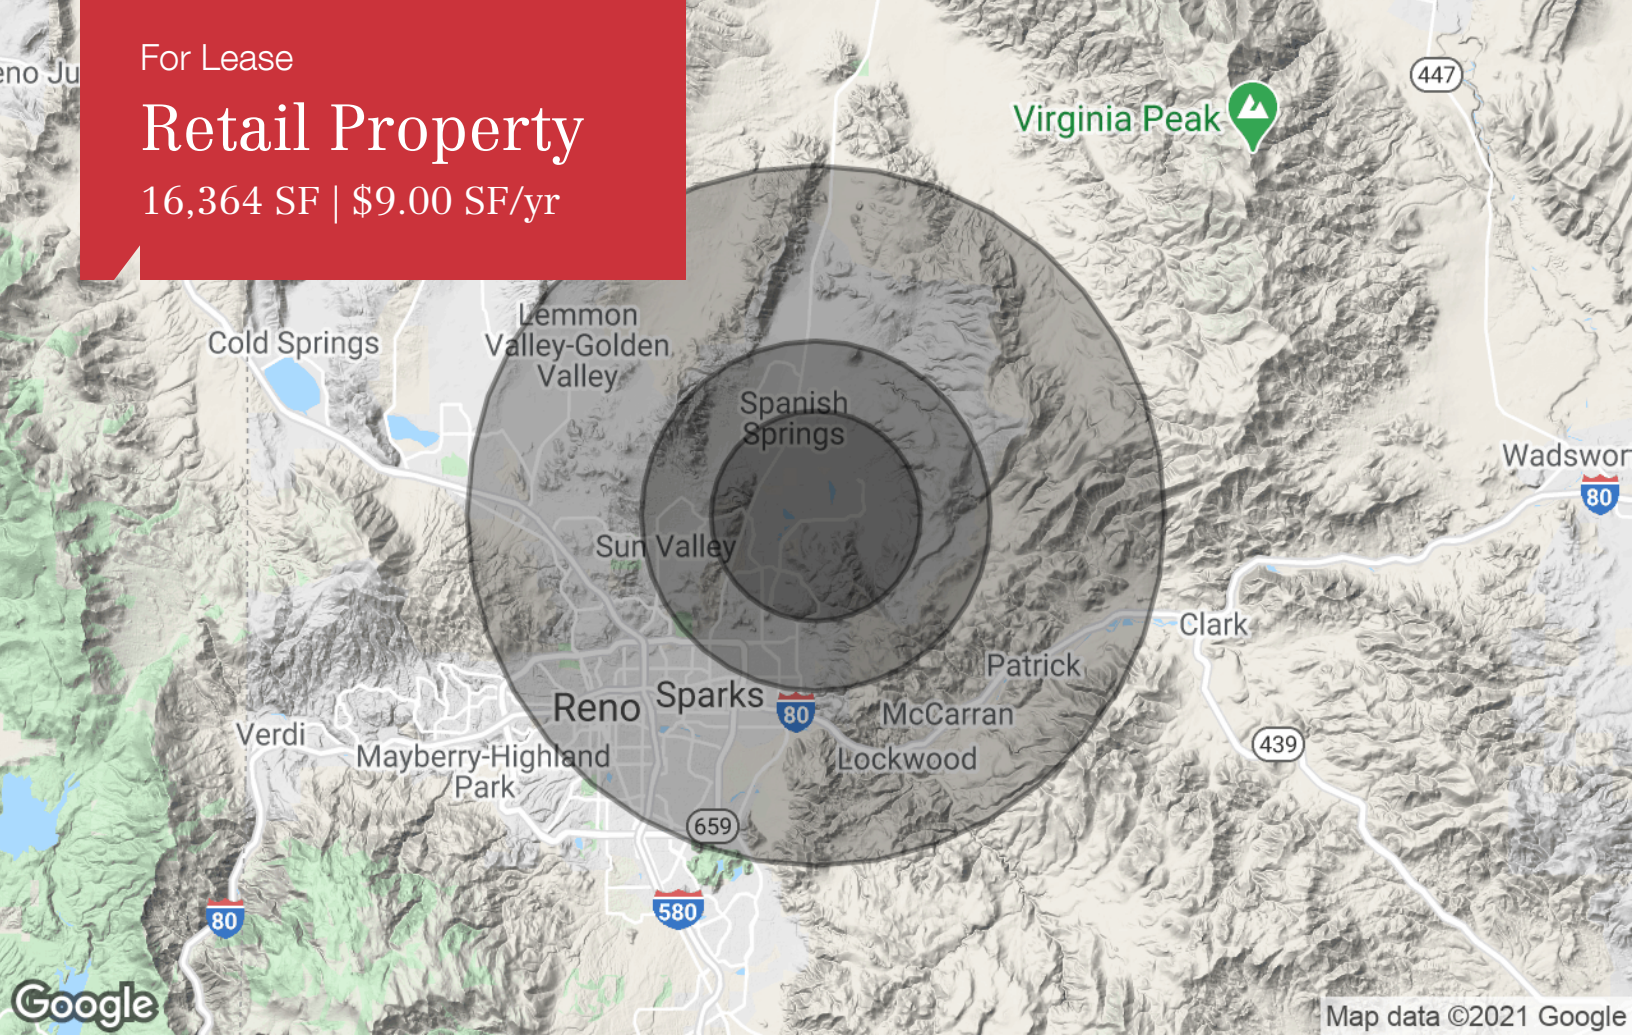 For Lease
Retail Property
16,364 SF | $9.00 SF/yr
eno Ju
447
Virginia Peak
Lemmon
Valley-Golden
Valley
Cold Springs
Spanish
Springs
Wadswor
80
Sun Valley
Clark
Patrick
Reno
Sparks
80
McCarran
Verdi
439
Mayberry-Highland
Park
Lockwood
659
80
580
Google
Map data ©2021 Google